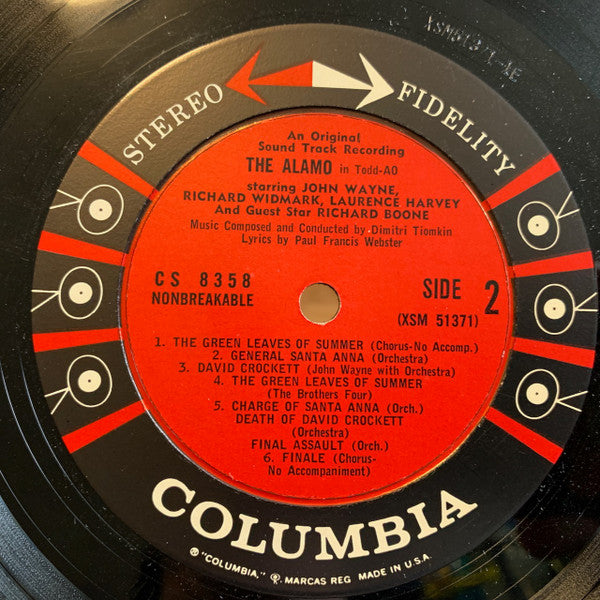 XSM51371-1E
STEREO FIDELITY
An Original
Sound Track Recording
THE ALAMO in Todd-AO
starring JOHN WAYNE,
RICHARD WIDMARK, LAURENCE HARVEY
And Guest Star RICHARD BOONE
Music Composed and Conducted by Dimitri Tiomkin
Lyrics by Paul Francis Webster
CS 8358
NONBREAKABLE
SIDE 2
(XSM 51371)
1. THE GREEN LEAVES OF SUMMER (Chorus-No Accomp.)
2. GENERAL SANTA ANNA (Orchestra)
3. DAVID CROCKETT (John Wayne with Orchestra)
4. THE GREEN LEAVES OF SUMMER
(The Brothers Four)
5. CHARGE OF SANTA ANNA (Orch.)
DEATH OF DAVID CROCKETT
(Orchestra)
FINAL ASSAULT (Orch.)
6. FINALE (Chorus-
No Accompaniment)
COLUMBIA
® "COLUMBIA," MARCAS REG. MADE IN U.S.A.